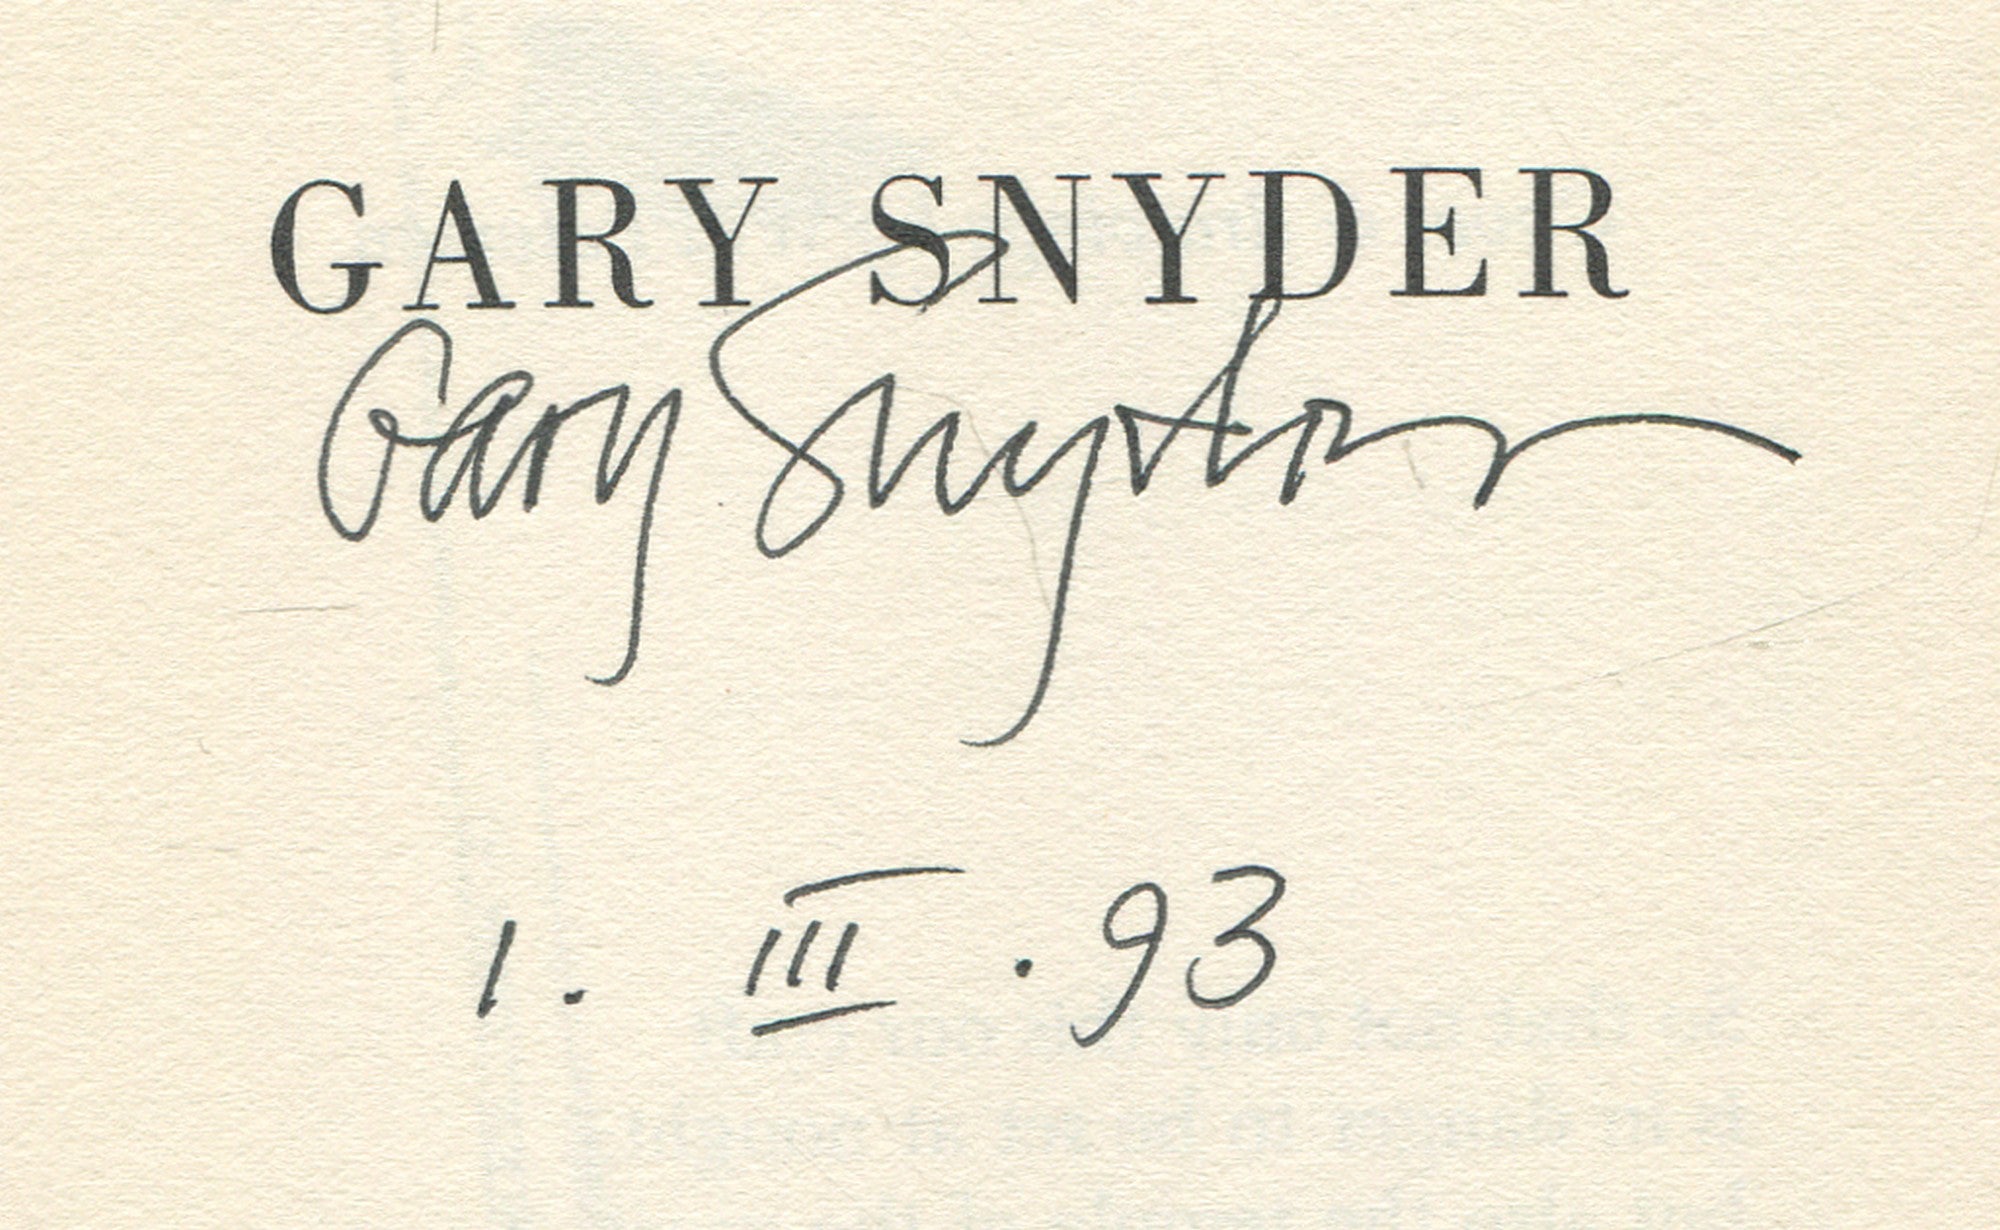 GARY SNYDER
Gary Snyder
1. III . 93